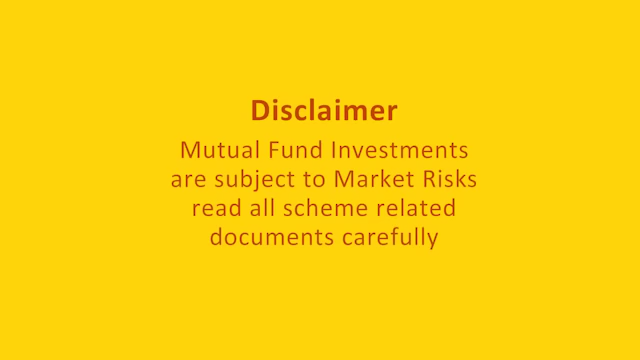 Disclaimer
Mutual Fund Investments
are subject to Market Risks
read all scheme related
documents carefully